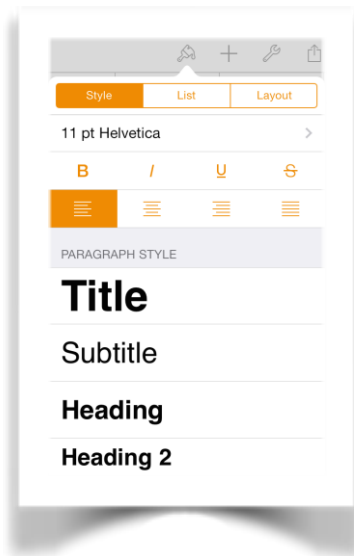 Style List Layout
11 pt Helvetica
B I U S
PARAGRAPH STYLE
Title
Subtitle
Heading
Heading 2